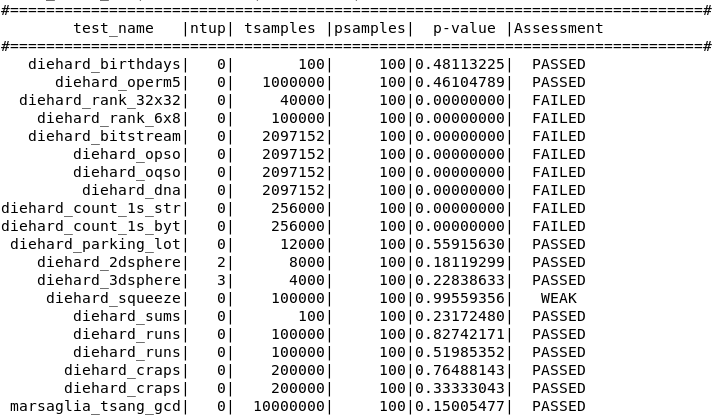 #=============================================================================#
        test_name   |ntup| tsamples |psamples|  p-value |Assessment
#=============================================================================#
   diehard_birthdays|   0|       100|     100|0.48113225|  PASSED
      diehard_operm5|   0|   1000000|     100|0.46104789|  PASSED
  diehard_rank_32x32|   0|     40000|     100|0.00000000|  FAILED
    diehard_rank_6x8|   0|    100000|     100|0.00000000|  FAILED
   diehard_bitstream|   0|   2097152|     100|0.00000000|  FAILED
        diehard_opso|   0|   2097152|     100|0.00000000|  FAILED
        diehard_oqso|   0|   2097152|     100|0.00000000|  FAILED
         diehard_dna|   0|   2097152|     100|0.00000000|  FAILED
diehard_count_1s_str|   0|    256000|     100|0.00000000|  FAILED
diehard_count_1s_byt|   0|    256000|     100|0.00000000|  FAILED
 diehard_parking_lot|   0|     12000|     100|0.55915630|  PASSED
    diehard_2dsphere|   2|      8000|     100|0.18119299|  PASSED
    diehard_3dsphere|   3|      4000|     100|0.22838633|  PASSED
     diehard_squeeze|   0|    100000|     100|0.99559356|   WEAK
        diehard_sums|   0|       100|     100|0.23172480|  PASSED
        diehard_runs|   0|    100000|     100|0.82742171|  PASSED
        diehard_runs|   0|    100000|     100|0.51985352|  PASSED
       diehard_craps|   0|    200000|     100|0.76488143|  PASSED
       diehard_craps|   0|    200000|     100|0.33333043|  PASSED
 marsaglia_tsang_gcd|   0|  10000000|     100|0.15005477|  PASSED